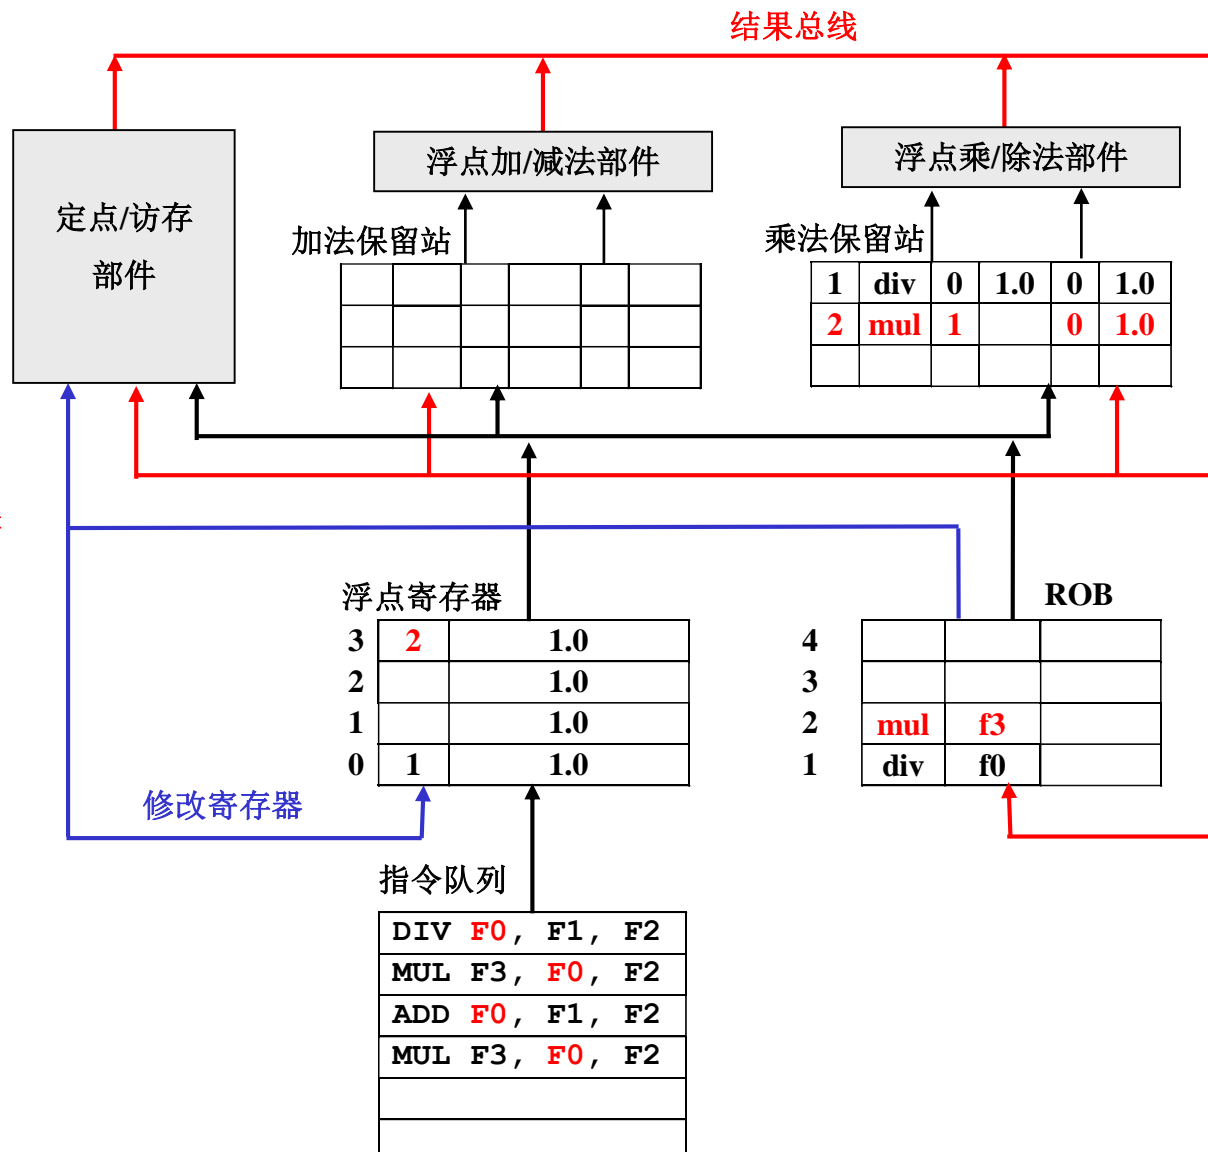 结果总线
浮点加/减法部件
浮点乘/除法部件
定点/访存
部件
加法保留站
乘法保留站
1 div 0 1.0 0 1.0
2 mul 1 0 1.0
浮点寄存器
ROB
3 2 1.0
2 1.0
1 1.0
0 1 1.0
4
3
2 mul f3
1 div f0
修改寄存器
指令队列
DIV F0, F1, F2
MUL F3, F0, F2
ADD F0, F1, F2
MUL F3, F0, F2